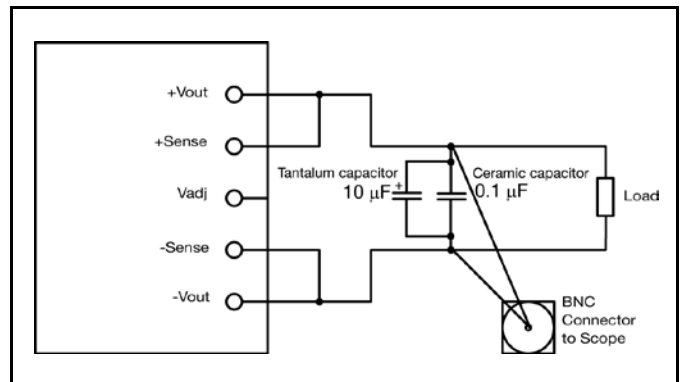 +Vout
+Sense
Vadj
-Sense
-Vout
Tantalum capacitor
10 µF
+
Ceramic capacitor
0.1 µF
Load
BNC
Connector
to Scope